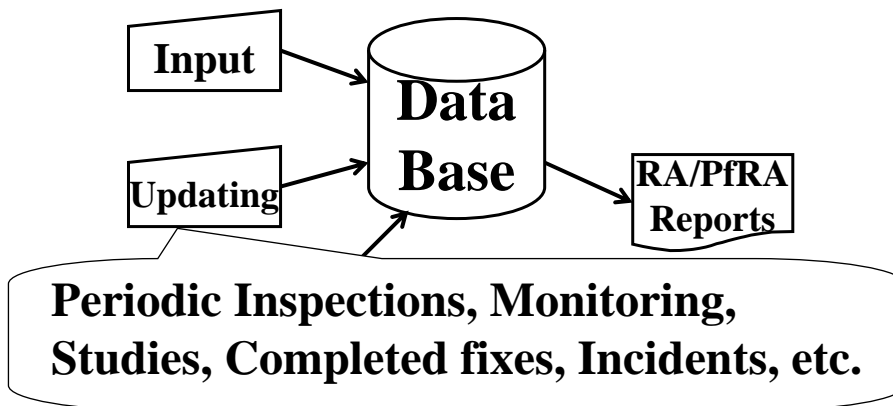 Input
Data
Base
Updating
RA/PfRA
Reports
Periodic Inspections, Monitoring,
Studies, Completed fixes, Incidents, etc.